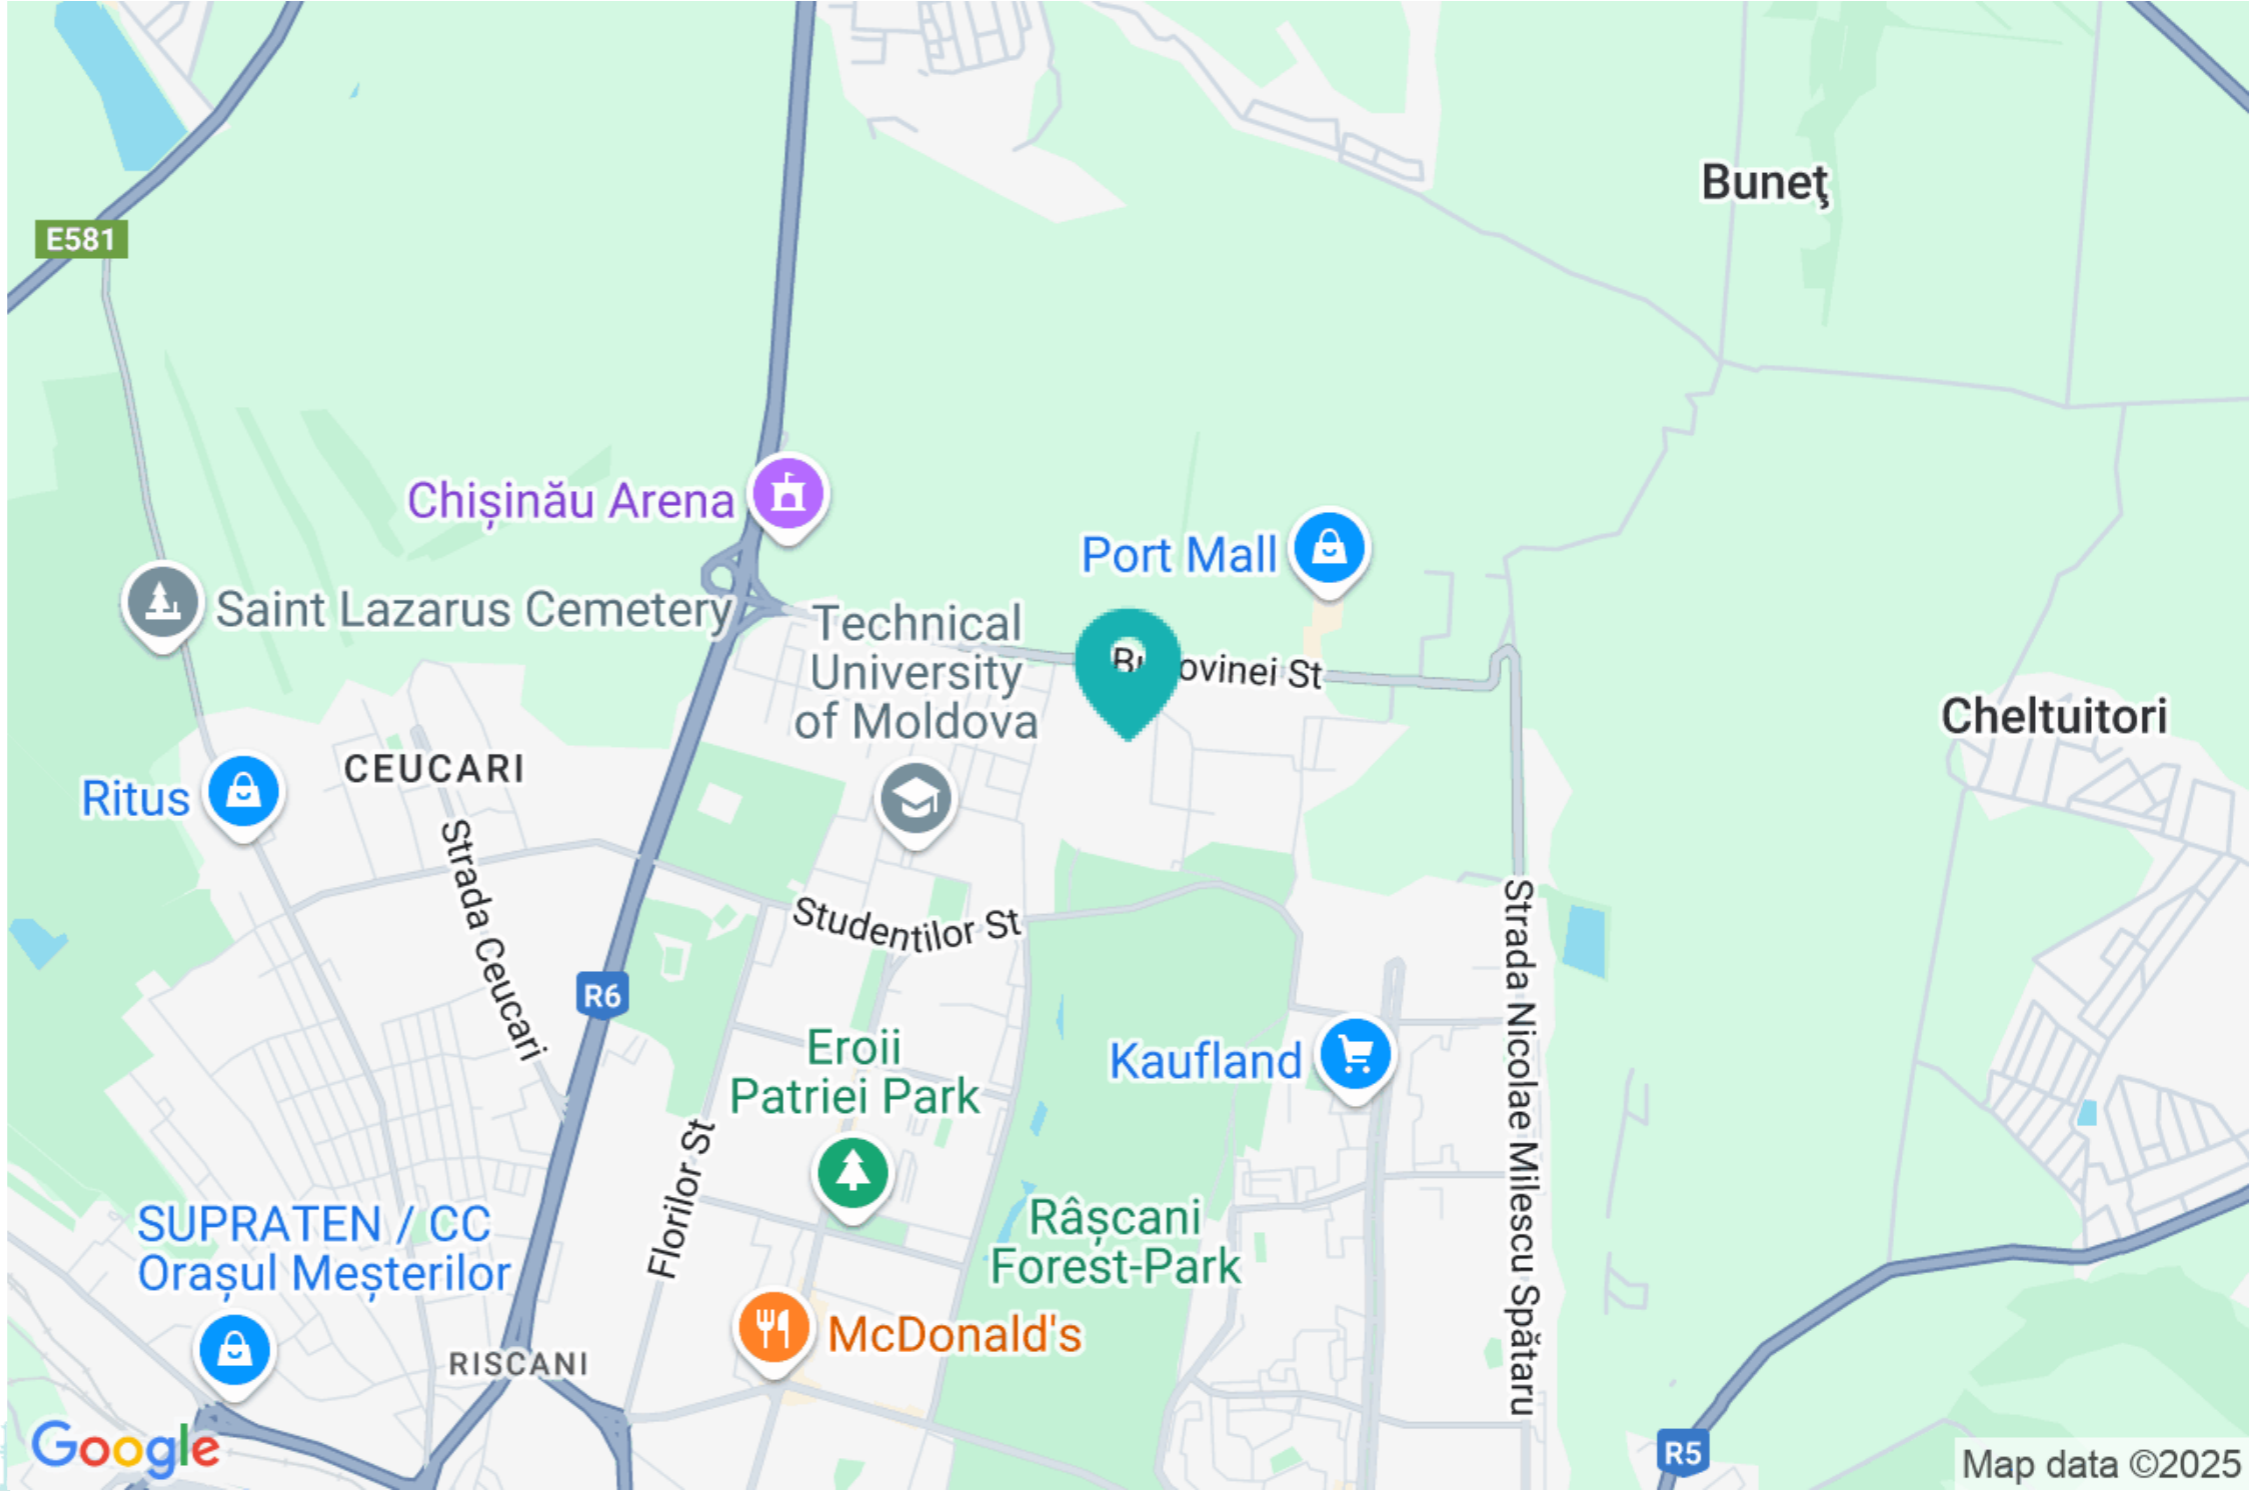 Buneţ
E581
Chișinău Arena
Port Mall
Saint Lazarus Cemetery
Technical
University
of Moldova
ovinei St
Cheltuitori
CEUCARI
Ritus
Strada Ceucari
Studentilor St
Strada Nicolae Milescu Spătaru
R6
Eroii
Patriei Park
Kaufland
Florilor St
SUPRATEN / CC
Orașul Meșterilor
Râșcani
Forest-Park
McDonald's
RISCANI
Google
R5
Map data ©2025